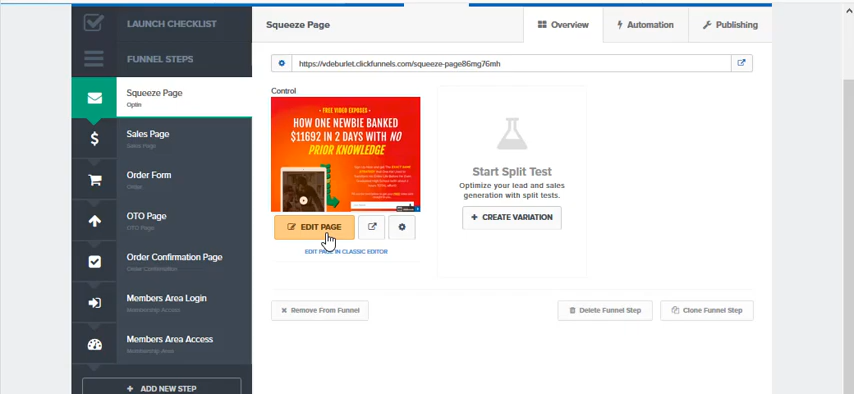 LAUNCH CHECKLIST
FUNNEL STEPS
Squeeze Page
Optin
Sales Page
Sales Page
Order Form
Order
OTO Page
OTO Page
Order Confirmation Page
Order Confirmation
Members Area Login
Membership Access
Members Area Access
Membership Area
+ ADD NEW STEP
Squeeze Page
Overview
Automation
Publishing
https://vdeburlet.clickfunnels.com/squeeze-page86mg76mh
Control
• FREE VIDEO EXPOSES •
HOW ONE NEWBIE BANKED
$11692 IN 2 DAYS WITH NO
PRIOR KNOWLEDGE
EDIT PAGE
EDIT PAGE IN CLASSIC EDITOR
Start Split Test
Optimize your lead and sales
generation with split tests.
+ CREATE VARIATION
× Remove From Funnel
Delete Funnel Step
Clone Funnel Step